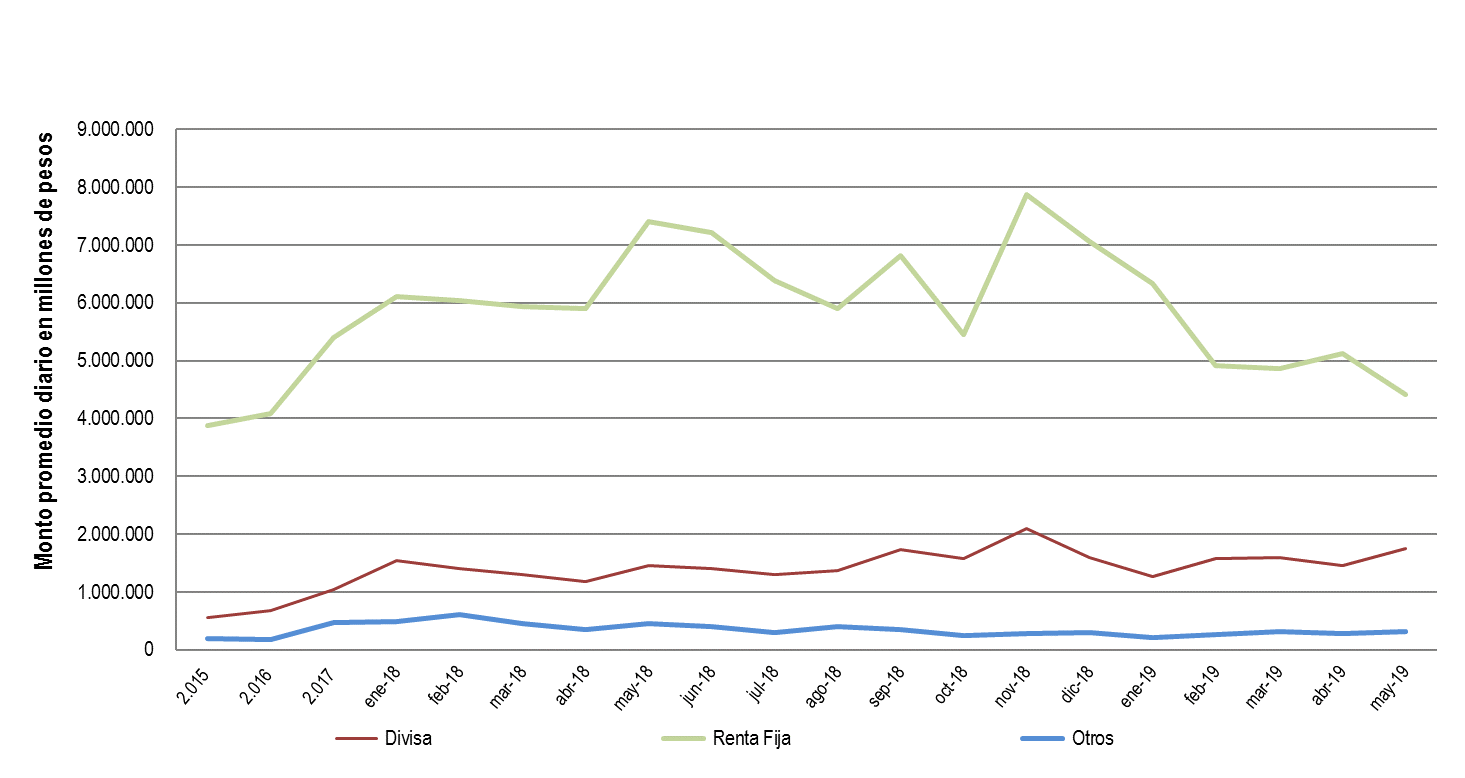 Monto promedio diario en millones de pesos
9.000.000
8.000.000
7.000.000
6.000.000
5.000.000
4.000.000
3.000.000
2.000.000
1.000.000
0
2.015
2.016
2.017
ene-18
feb-18
mar-18
abr-18
may-18
jun-18
jul-18
ago-18
sep-18
oct-18
nov-18
dic-18
ene-19
feb-19
mar-19
abr-19
may-19
Divisa
Renta Fija
Otros